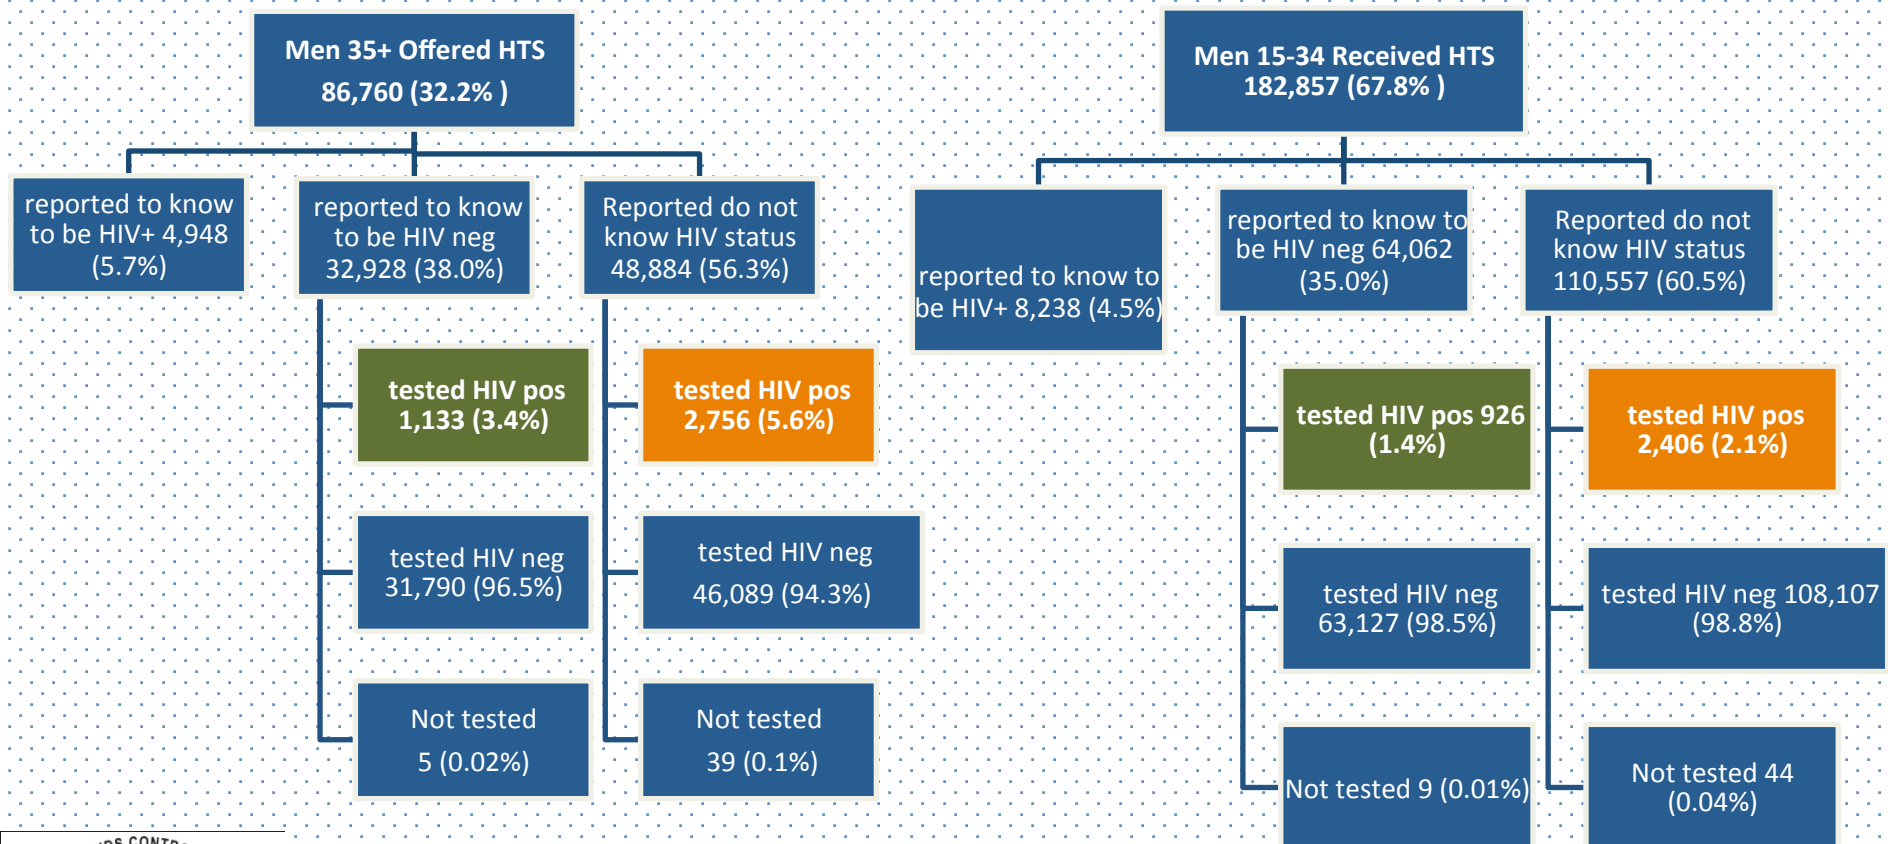 Men 35+ Offered HTS
86,760 (32.2% )
reported to know
to be HIV+ 4,948
(5.7%)
reported to know
to be HIV neg
32,928 (38.0%)
Reported do not
know HIV status
48,884 (56.3%)
tested HIV pos
1,133 (3.4%)
tested HIV pos
2,756 (5.6%)
tested HIV neg
31,790 (96.5%)
tested HIV neg
46,089 (94.3%)
Not tested
5 (0.02%)
Not tested
39 (0.1%)
Men 15-34 Received HTS
182,857 (67.8% )
reported to know to
be HIV+ 8,238 (4.5%)
reported to know to
be HIV neg 64,062
(35.0%)
Reported do not
know HIV status
110,557 (60.5%)
tested HIV pos 926
(1.4%)
tested HIV pos
2,406 (2.1%)
tested HIV neg
63,127 (98.5%)
tested HIV neg 108,107
(98.8%)
Not tested 9 (0.01%)
Not tested 44
(0.04%)